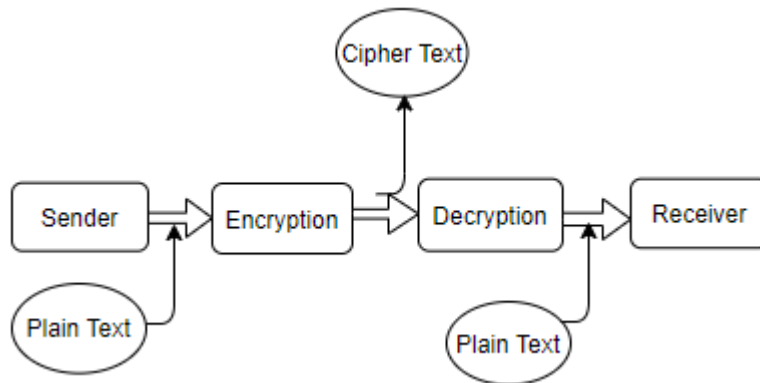 Cipher Text
Sender
Encryption
Decryption
Receiver
Plain Text
Plain Text